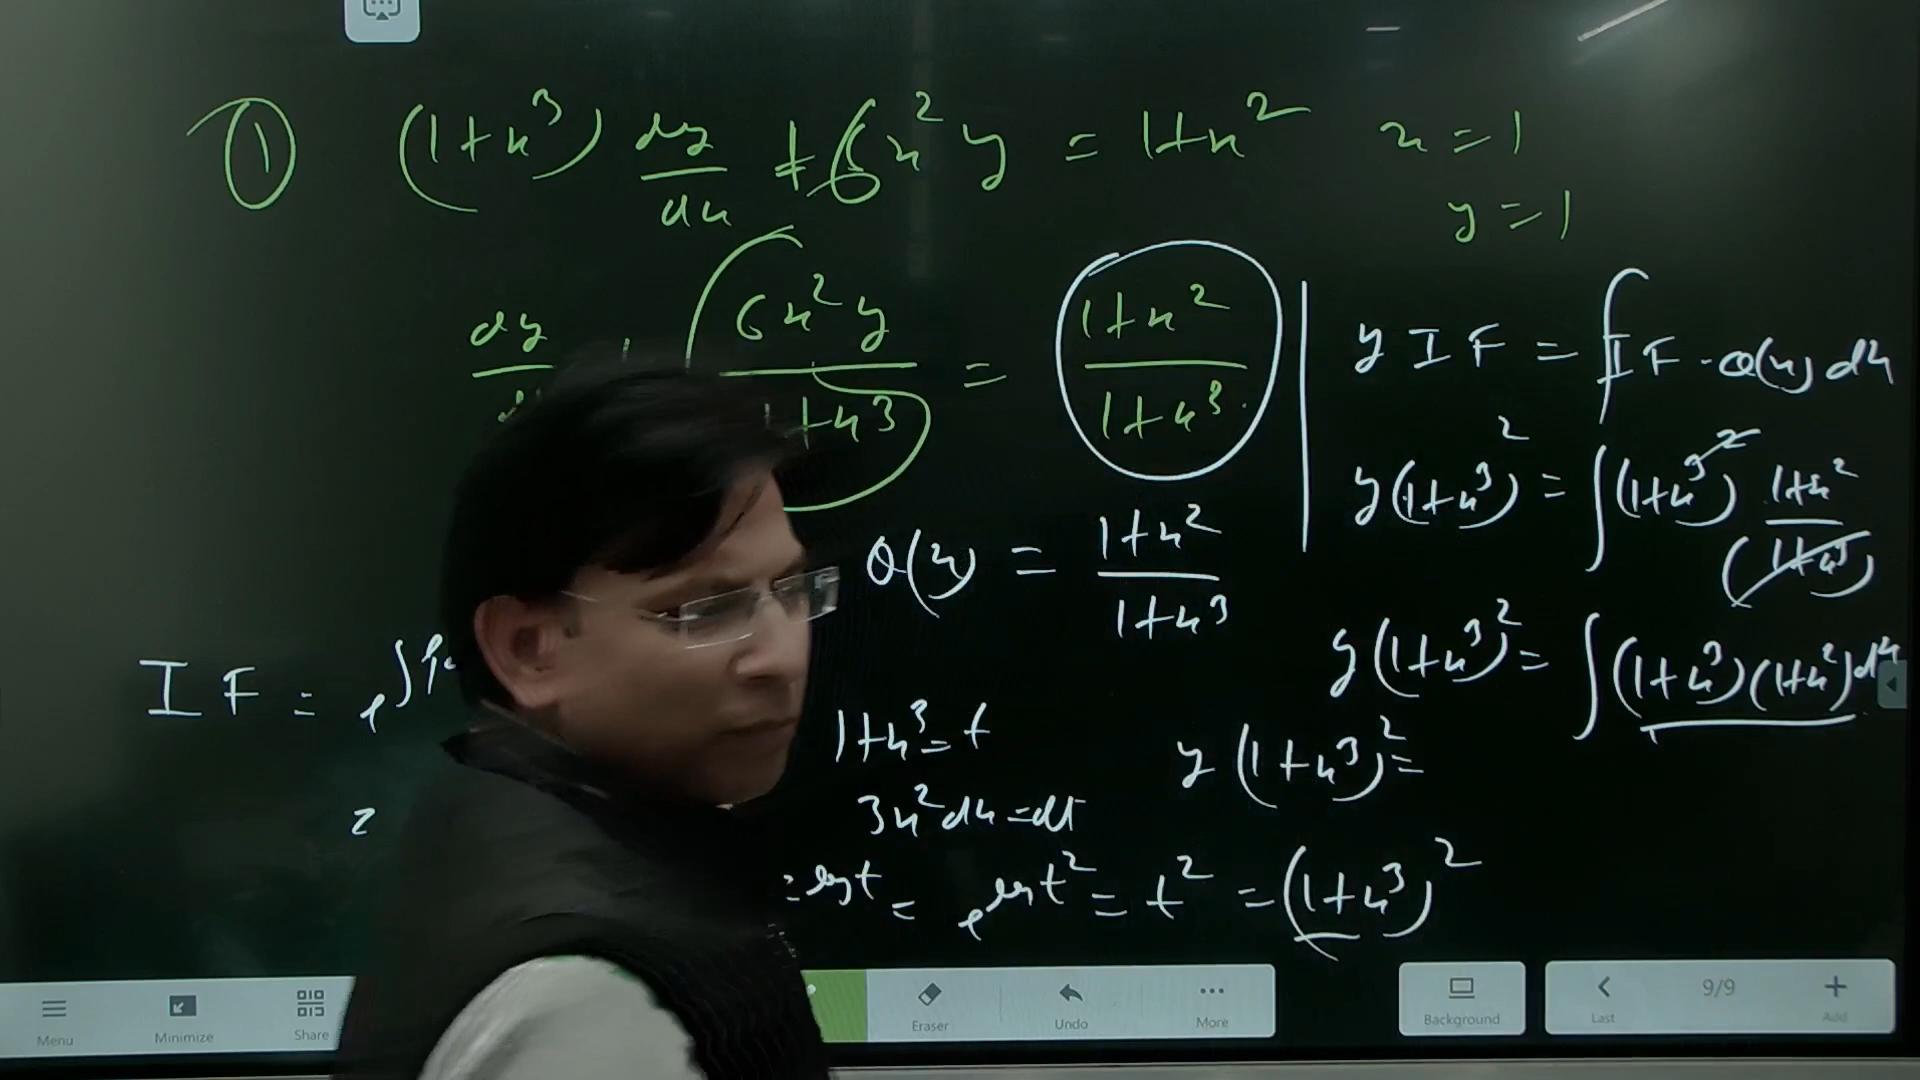 ① (1+x³) dy/dx + 6x²y = 1+x² x = 1
y = 1
dy/ 6x²y/1+x³ = 1+x²/1+x³
y IF = ∫ IF · Q(x) dx
y(1+x³)² = ∫(1+x³)² 1+x²/(1+x³)
Q(x) = 1+x²/1+x³
y(1+x³)² = ∫(1+x³)(1+x²)dx
IF = e∫P
1+x³=t
y(1+x³)²=
3x²dx=dt
= e^log t² = t² = (1+x³)²
Menu
Minimize
Share
Eraser
Undo
More
Background
Last
9/9
Add